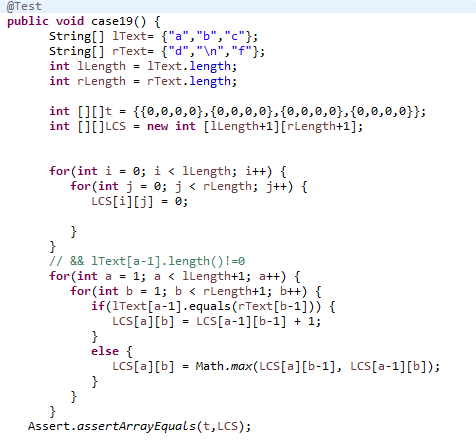 @Test
public void case19() {
String[] lText= {"a","b","c"};
String[] rText= {"d","\n","f"};
int lLength = lText.length;
int rLength = rText.length;
int [][]t = {{0,0,0,0},{0,0,0,0},{0,0,0,0},{0,0,0,0}};
int [][]LCS = new int [lLength+1][rLength+1];
for(int i = 0; i < lLength; i++) {
for(int j = 0; j < rLength; j++) {
LCS[i][j] = 0;
}
}
// && lText[a-1].length()!=0
for(int a = 1; a < lLength+1; a++) {
for(int b = 1; b < rLength+1; b++) {
if(lText[a-1].equals(rText[b-1])) {
LCS[a][b] = LCS[a-1][b-1] + 1;
}
else {
LCS[a][b] = Math.max(LCS[a][b-1], LCS[a-1][b]);
}
}
}
Assert.assertArrayEquals(t,LCS);